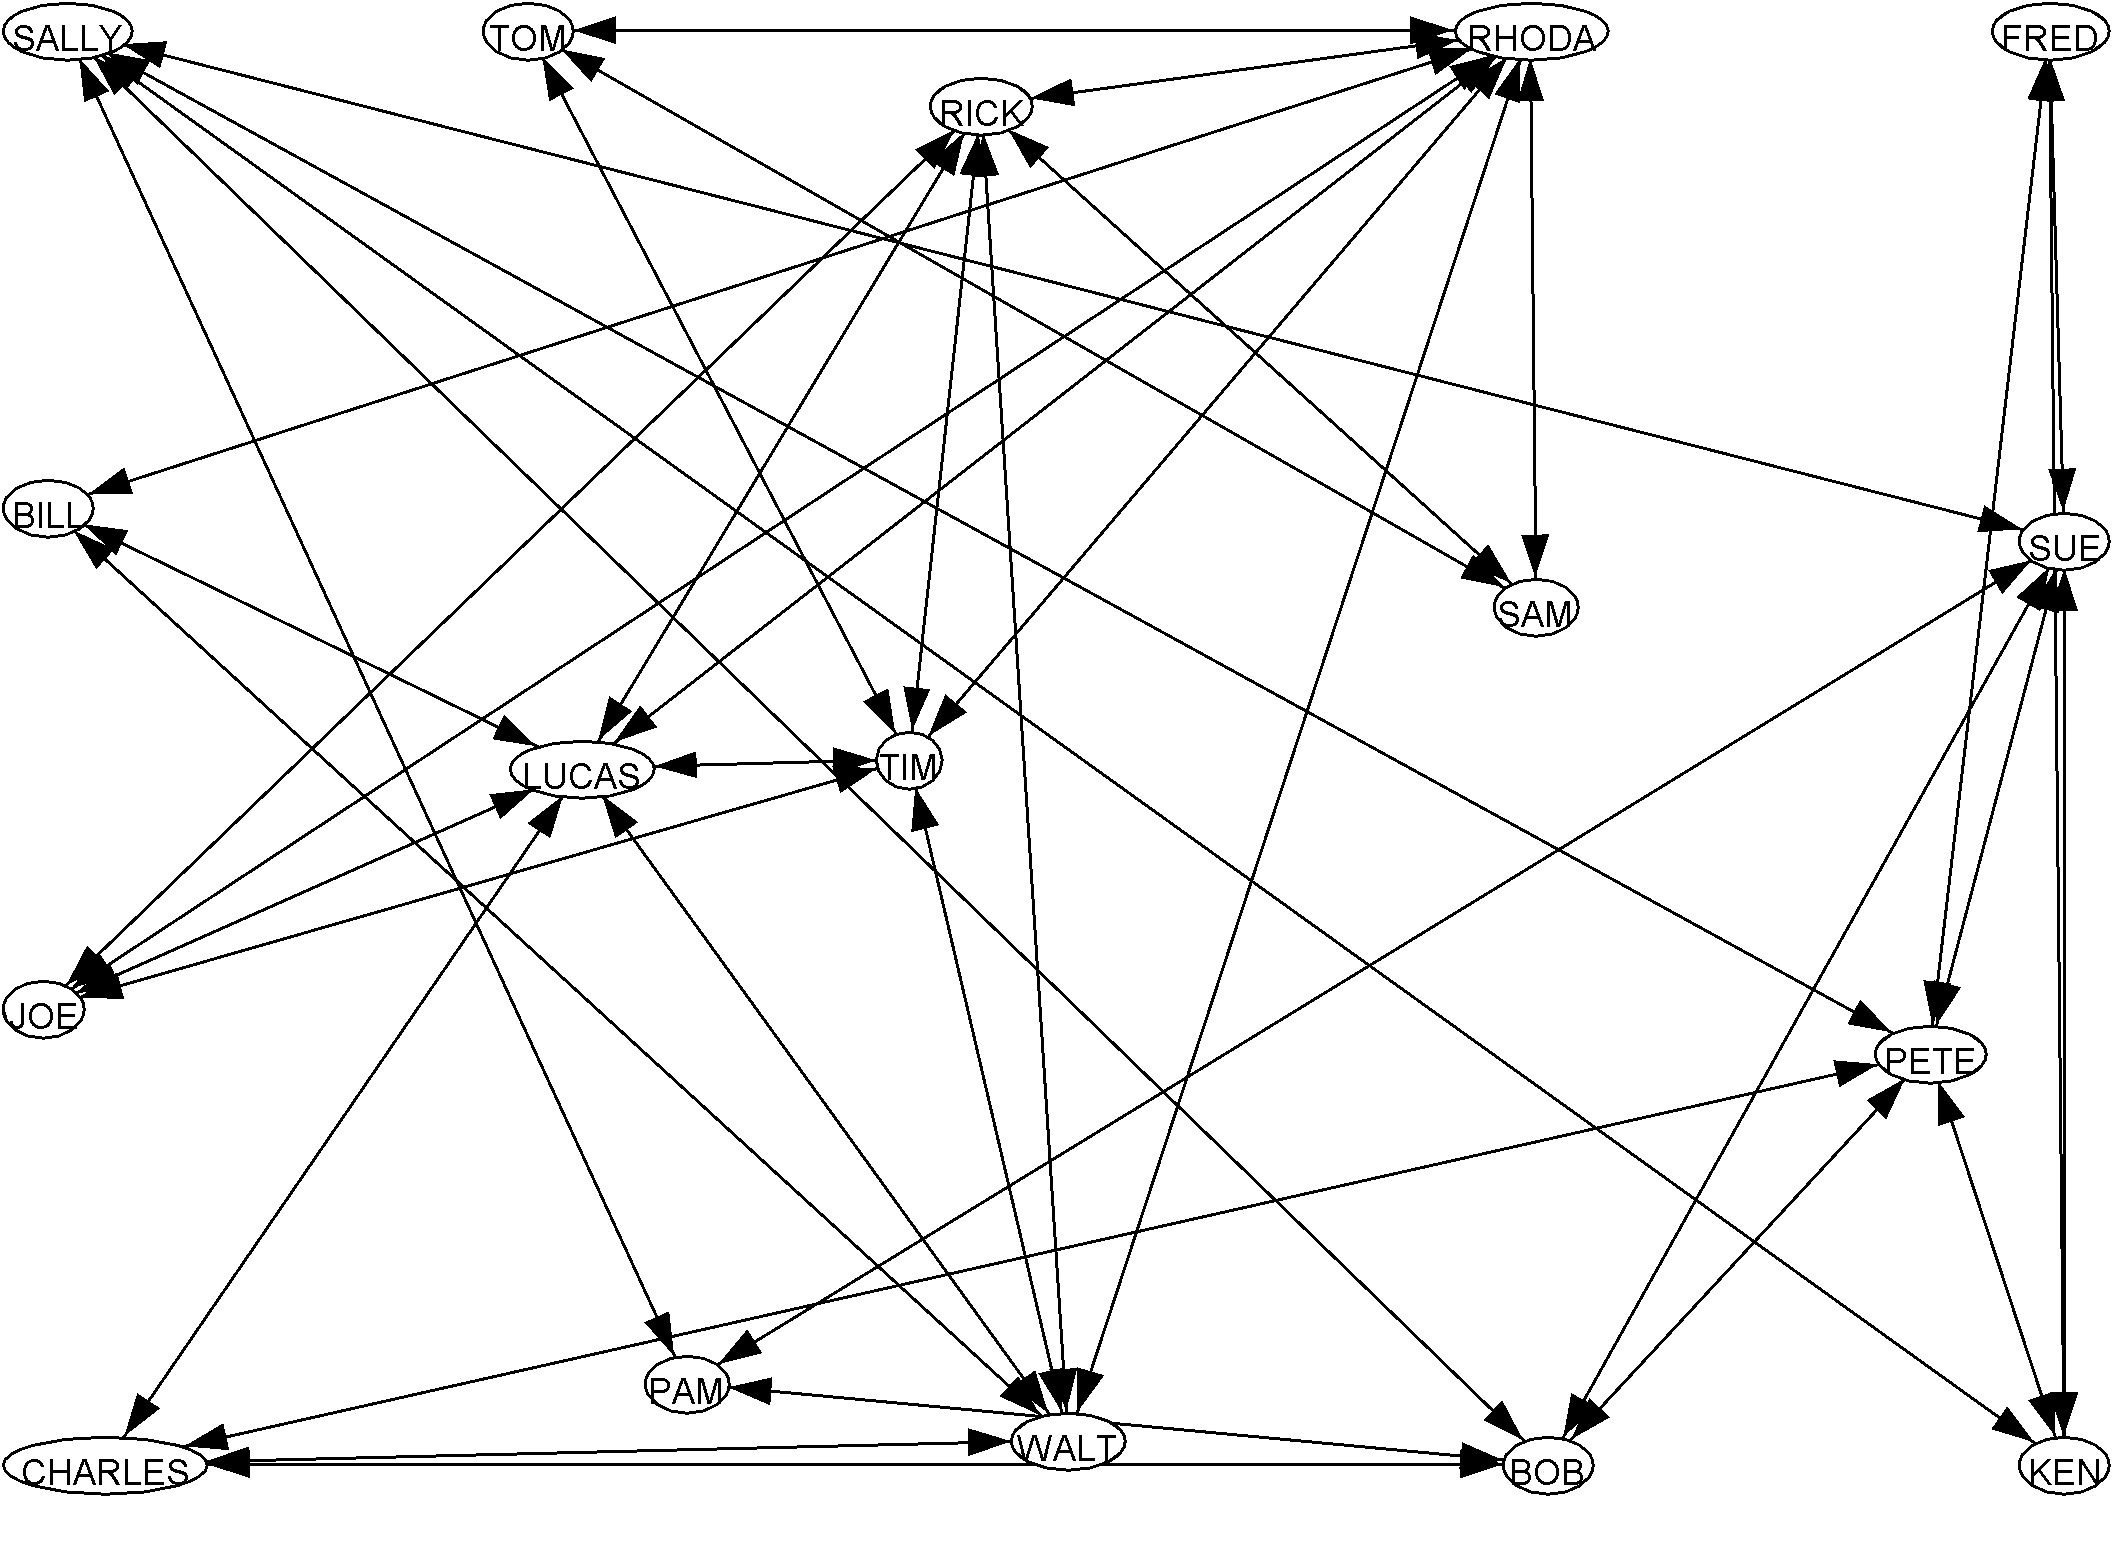 SALLY
TOM
RHODA
FRED
RICK
BILL
SUE
SAM
LUCAS
TIM
JOE
PETE
PAM
WALT
CHARLES
BOB
KEN